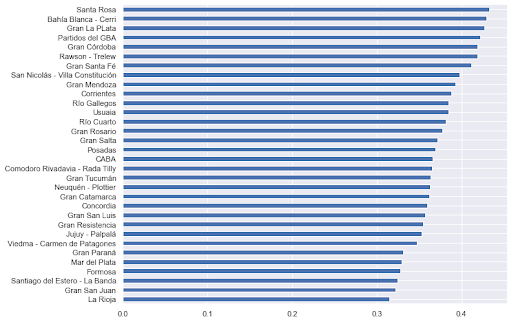 Santa Rosa
Bahía Blanca - Cerri
Gran La PLata
Partidos del GBA
Gran Córdoba
Rawson - Trelew
Gran Santa Fé
San Nicolás - Villa Constitución
Gran Mendoza
Corrientes
Río Gallegos
Usuaia
Río Cuarto
Gran Rosario
Gran Salta
Posadas
CABA
Comodoro Rivadavia - Rada Tilly
Gran Tucumán
Neuquén - Plottier
Gran Catamarca
Concordia
Gran San Luis
Gran Resistencia
Jujuy - Palpalá
Viedma - Carmen de Patagones
Gran Paraná
Mar del Plata
Formosa
Santiago del Estero - La Banda
Gran San Juan
La Rioja
0.0 0.1 0.2 0.3 0.4